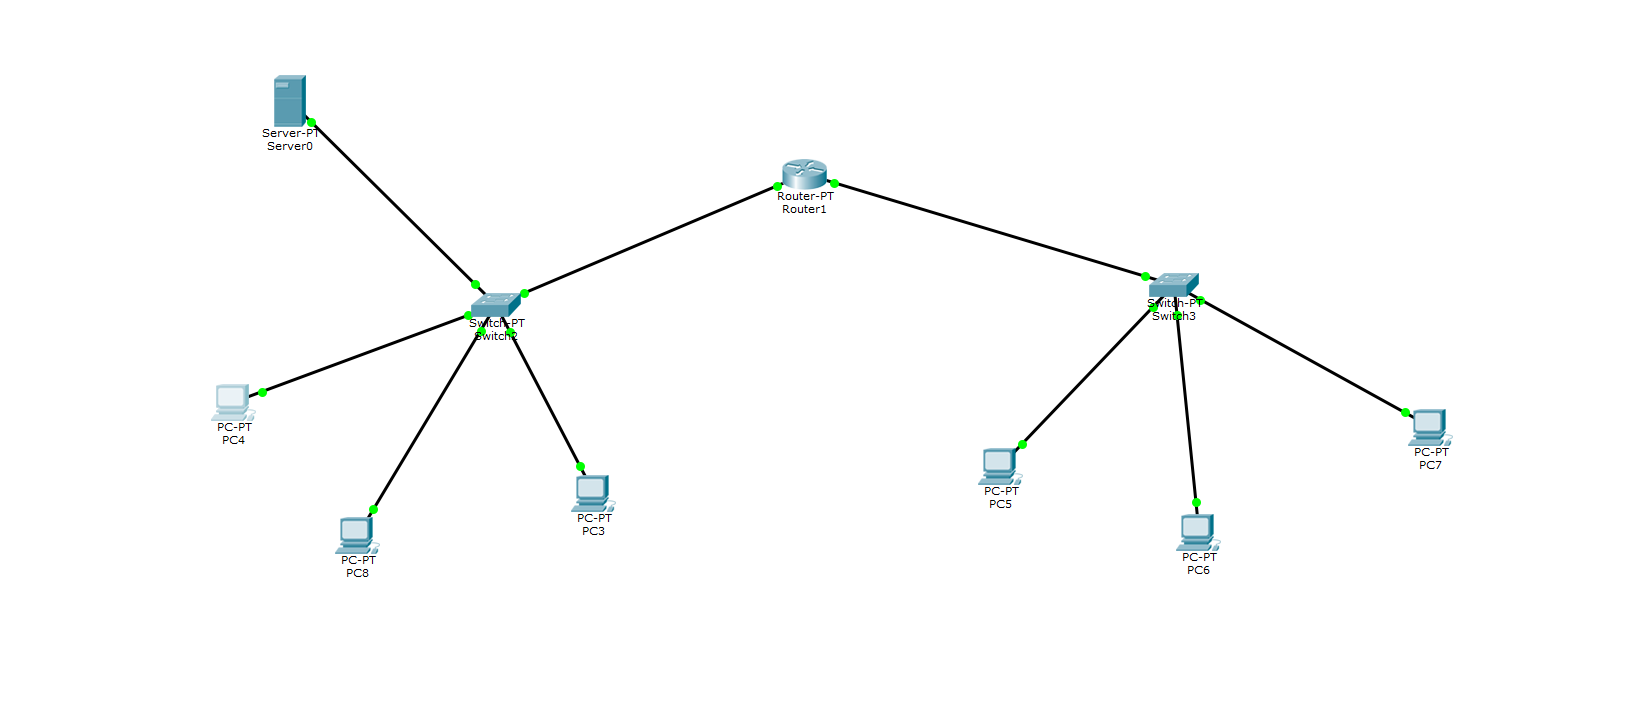 Server-PT
Server0
Router-PT
Router1
Switch-PT
Switch2
Switch-PT
Switch3
PC-PT
PC4
PC-PT
PC8
PC-PT
PC3
PC-PT
PC5
PC-PT
PC6
PC-PT
PC7